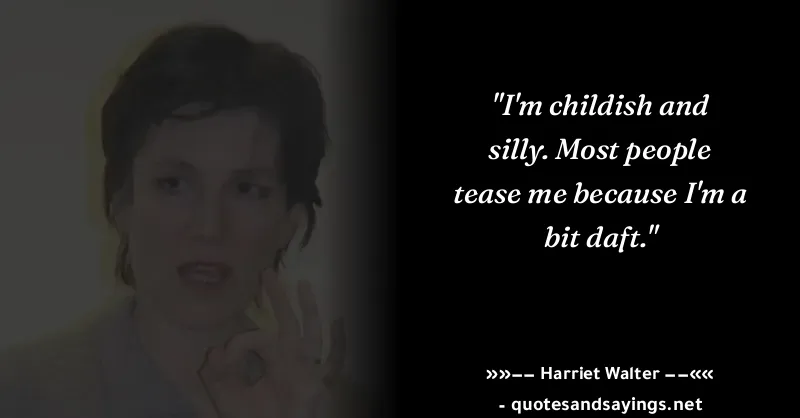 "I'm childish and
silly. Most people
tease me because I'm a
bit daft."
»»−− Harriet Walter −−««
- quotesandsayings.net